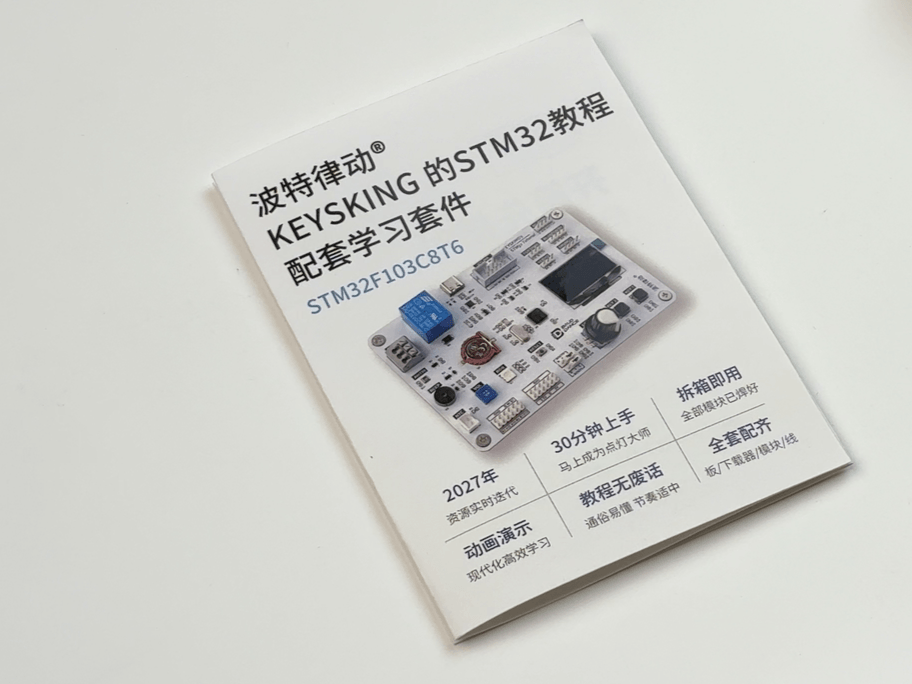 波特律动®
KEYSKING 的STM32教程
配套学习套件
STM32F103C8T6
2027年
资源实时迭代
30分钟上手
马上成为点灯大师
拆箱即用
全部模块已焊好
动画演示
现代化高效学习
教程无废话
通俗易懂 节奏适中
全套配齐
板/下载器/模块/线